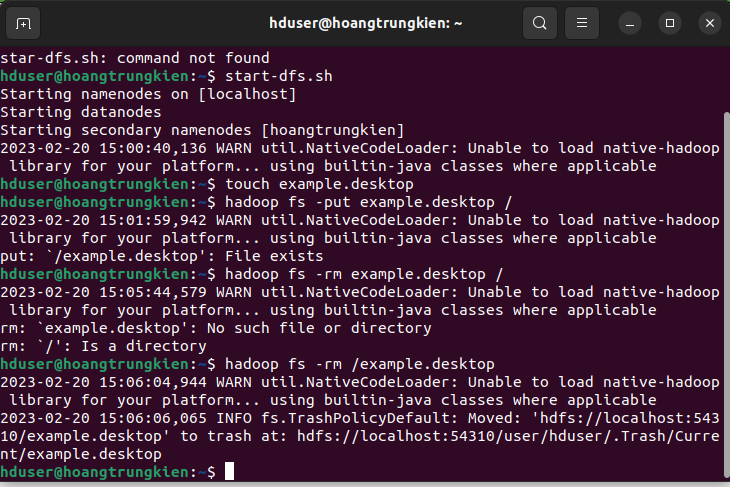 hduser@hoangtrungkien: ~
star-dfs.sh: command not found
hduser@hoangtrungkien:~$ start-dfs.sh
Starting namenodes on [localhost]
Starting datanodes
Starting secondary namenodes [hoangtrungkien]
2023-02-20 15:00:40,136 WARN util.NativeCodeLoader: Unable to load native-hadoop
 library for your platform... using builtin-java classes where applicable
hduser@hoangtrungkien:~$ touch example.desktop
hduser@hoangtrungkien:~$ hadoop fs -put example.desktop /
2023-02-20 15:01:59,942 WARN util.NativeCodeLoader: Unable to load native-hadoop
 library for your platform... using builtin-java classes where applicable
put: `/example.desktop': File exists
hduser@hoangtrungkien:~$ hadoop fs -rm example.desktop /
2023-02-20 15:05:44,579 WARN util.NativeCodeLoader: Unable to load native-hadoop
 library for your platform... using builtin-java classes where applicable
rm: `example.desktop': No such file or directory
rm: `/': Is a directory
hduser@hoangtrungkien:~$ hadoop fs -rm /example.desktop
2023-02-20 15:06:04,944 WARN util.NativeCodeLoader: Unable to load native-hadoop
 library for your platform... using builtin-java classes where applicable
2023-02-20 15:06:06,065 INFO fs.TrashPolicyDefault: Moved: 'hdfs://localhost:543
10/example.desktop' to trash at: hdfs://localhost:54310/user/hduser/.Trash/Curre
nt/example.desktop
hduser@hoangtrungkien:~$